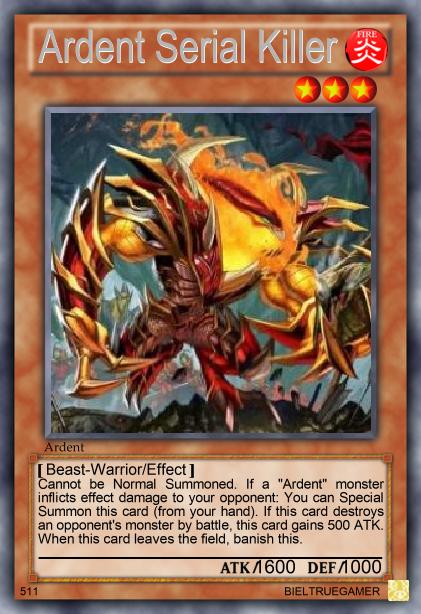 Ardent Serial Killer
FIRE
炎
Ardent
[ Beast-Warrior/Effect ]
Cannot be Normal Summoned. If a "Ardent" monster
inflicts effect damage to your opponent: You can Special
Summon this card (from your hand). If this card destroys
an opponent's monster by battle, this card gains 500 ATK.
When this card leaves the field, banish this.
ATK/1600 DEF/1000
511 BIELTRUEGAMER